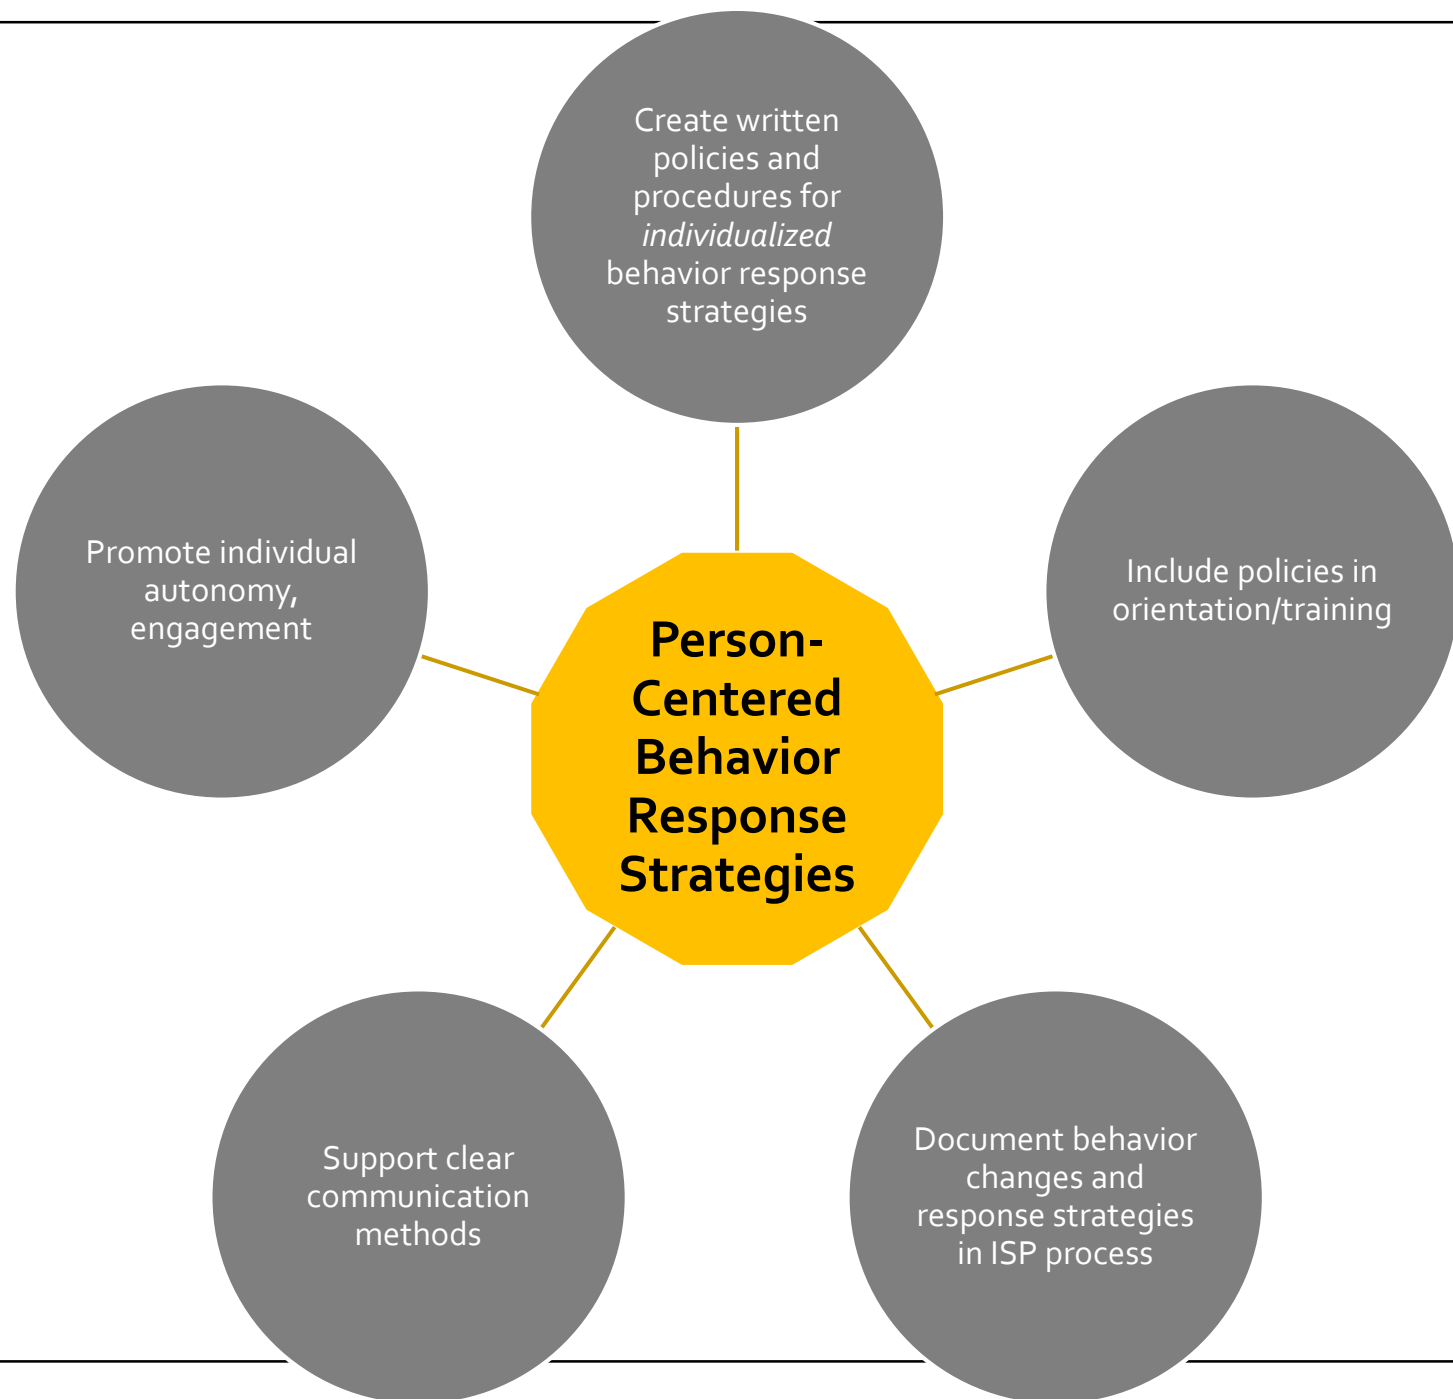 Create written
policies and
procedures for
individualized
behavior response
strategies
Promote individual
autonomy,
engagement
Include policies in
orientation/training
Person-
Centered
Behavior
Response
Strategies
Support clear
communication
methods
Document behavior
changes and
response strategies
in ISP process